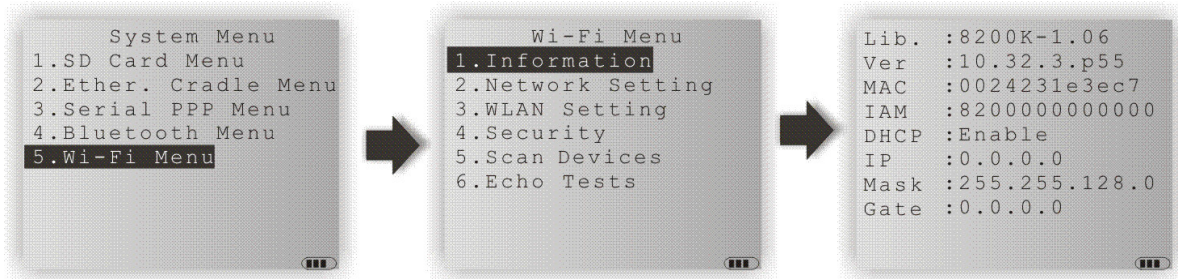 System Menu
1.SD Card Menu
2.Ether. Cradle Menu
3.Serial PPP Menu
4.Bluetooth Menu
5.Wi-Fi Menu
Wi-Fi Menu
1.Information
2.Network Setting
3.WLAN Setting
4.Security
5.Scan Devices
6.Echo Tests
Lib. :8200K-1.06
Ver :10.32.3.p55
MAC :0024231e3ec7
IAM :8200000000000
DHCP :Enable
IP :0.0.0.0
Mask :255.255.128.0
Gate :0.0.0.0